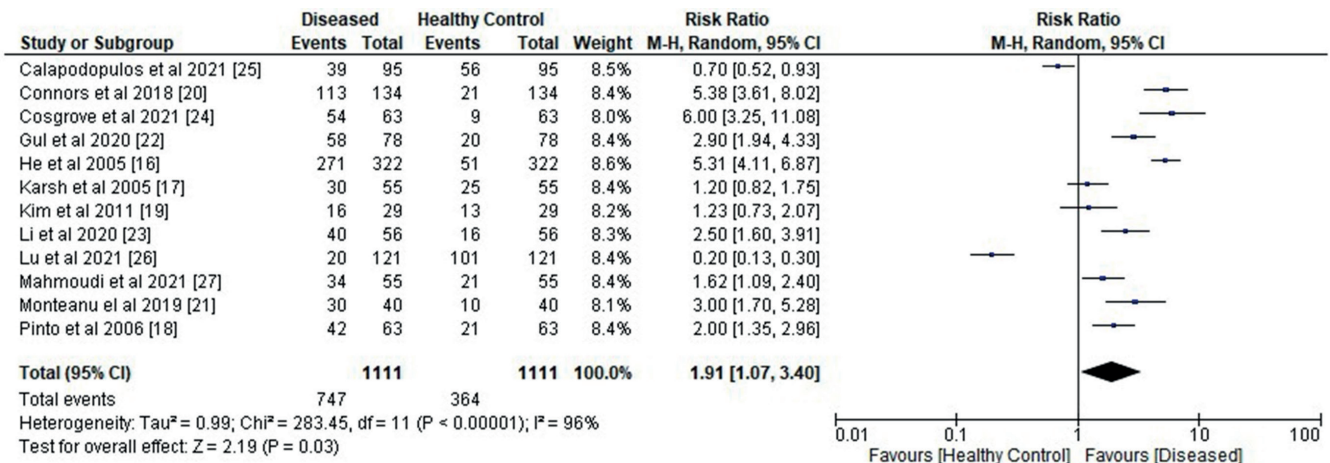 Diseased Healthy Control Risk Ratio Risk Ratio
Study or Subgroup Events Total Events Total Weight M-H, Random, 95% CI M-H, Random, 95% CI
Calapodopulos et al 2021 [25] 39 95 56 95 8.5% 0.70 [0.52, 0.93]
Connors et al 2018 [20] 113 134 21 134 8.4% 5.38 [3.61, 8.02]
Cosgrove et al 2021 [24] 54 63 9 63 8.0% 6.00 [3.25, 11.08]
Gul et al 2020 [22] 58 78 20 78 8.4% 2.90 [1.94, 4.33]
He et al 2005 [16] 271 322 51 322 8.6% 5.31 [4.11, 6.87]
Karsh et al 2005 [17] 30 55 25 55 8.4% 1.20 [0.82, 1.75]
Kim et al 2011 [19] 16 29 13 29 8.2% 1.23 [0.73, 2.07]
Li et al 2020 [23] 40 56 16 56 8.3% 2.50 [1.60, 3.91]
Lu et al 2021 [26] 20 121 101 121 8.4% 0.20 [0.13, 0.30]
Mahmoudi et al 2021 [27] 34 55 21 55 8.4% 1.62 [1.09, 2.40]
Monteanu el al 2019 [21] 30 40 10 40 8.1% 3.00 [1.70, 5.28]
Pinto et al 2006 [18] 42 63 21 63 8.4% 2.00 [1.35, 2.96]
Total (95% CI) 1111 1111 100.0% 1.91 [1.07, 3.40]
Total events 747 364
Heterogeneity: Tau² = 0.99; Chi² = 283.45, df = 11 (P < 0.00001); I² = 96%
Test for overall effect: Z = 2.19 (P = 0.03)
0.01 0.1 1 10 100
Favours [Healthy Control] Favours [Diseased]